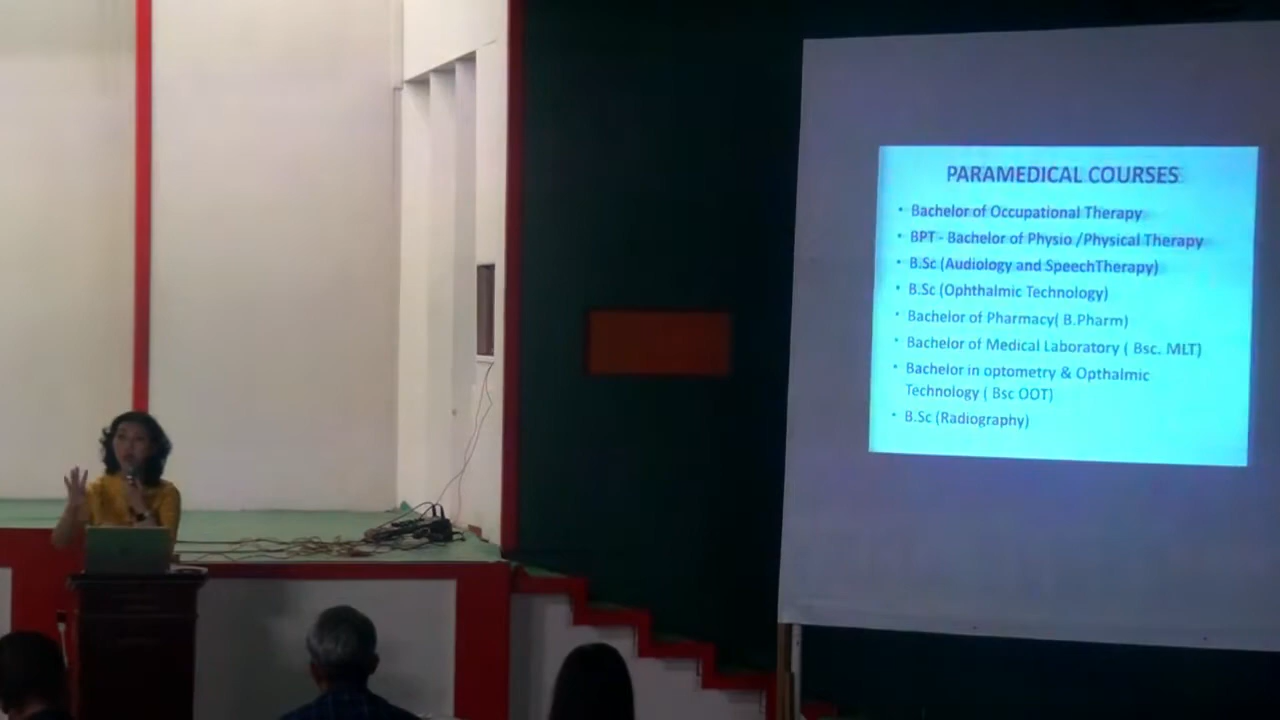 PARAMEDICAL COURSES
• Bachelor of Occupational Therapy
• BPT - Bachelor of Physio /Physical Therapy
• B.Sc (Audiology and SpeechTherapy)
• B.Sc (Ophthalmic Technology)
• Bachelor of Pharmacy( B.Pharm)
• Bachelor of Medical Laboratory ( Bsc. MLT)
• Bachelor in optometry & Opthalmic
Technology ( Bsc OOT)
• B.Sc (Radiography)